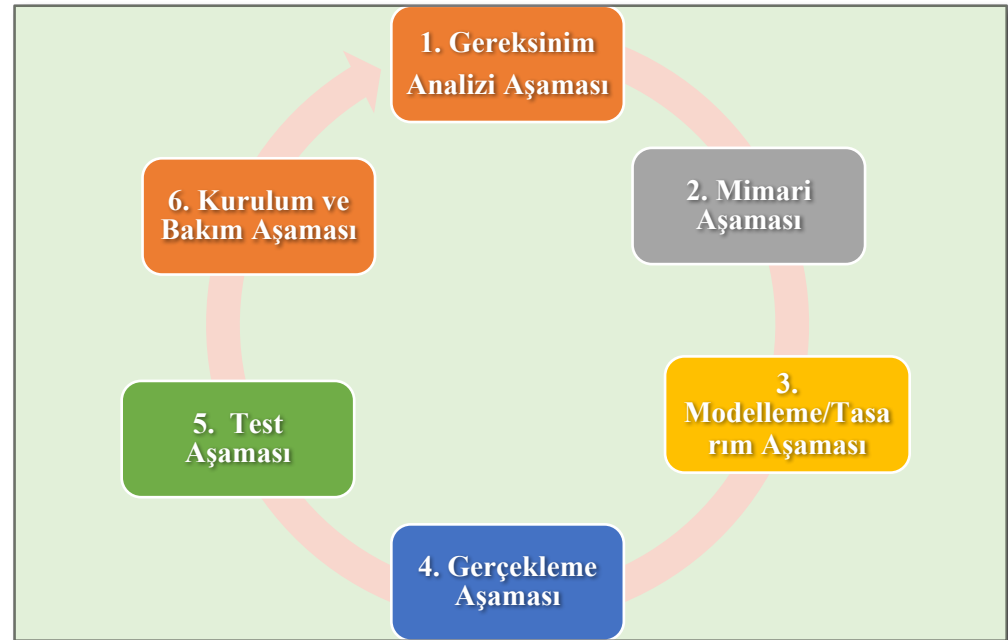 1. Gereksinim
Analizi Aşaması
2. Mimari
Aşaması
3.
Modelleme/Tasa
rım Aşaması
4. Gerçekleme
Aşaması
5. Test
Aşaması
6. Kurulum ve
Bakım Aşaması